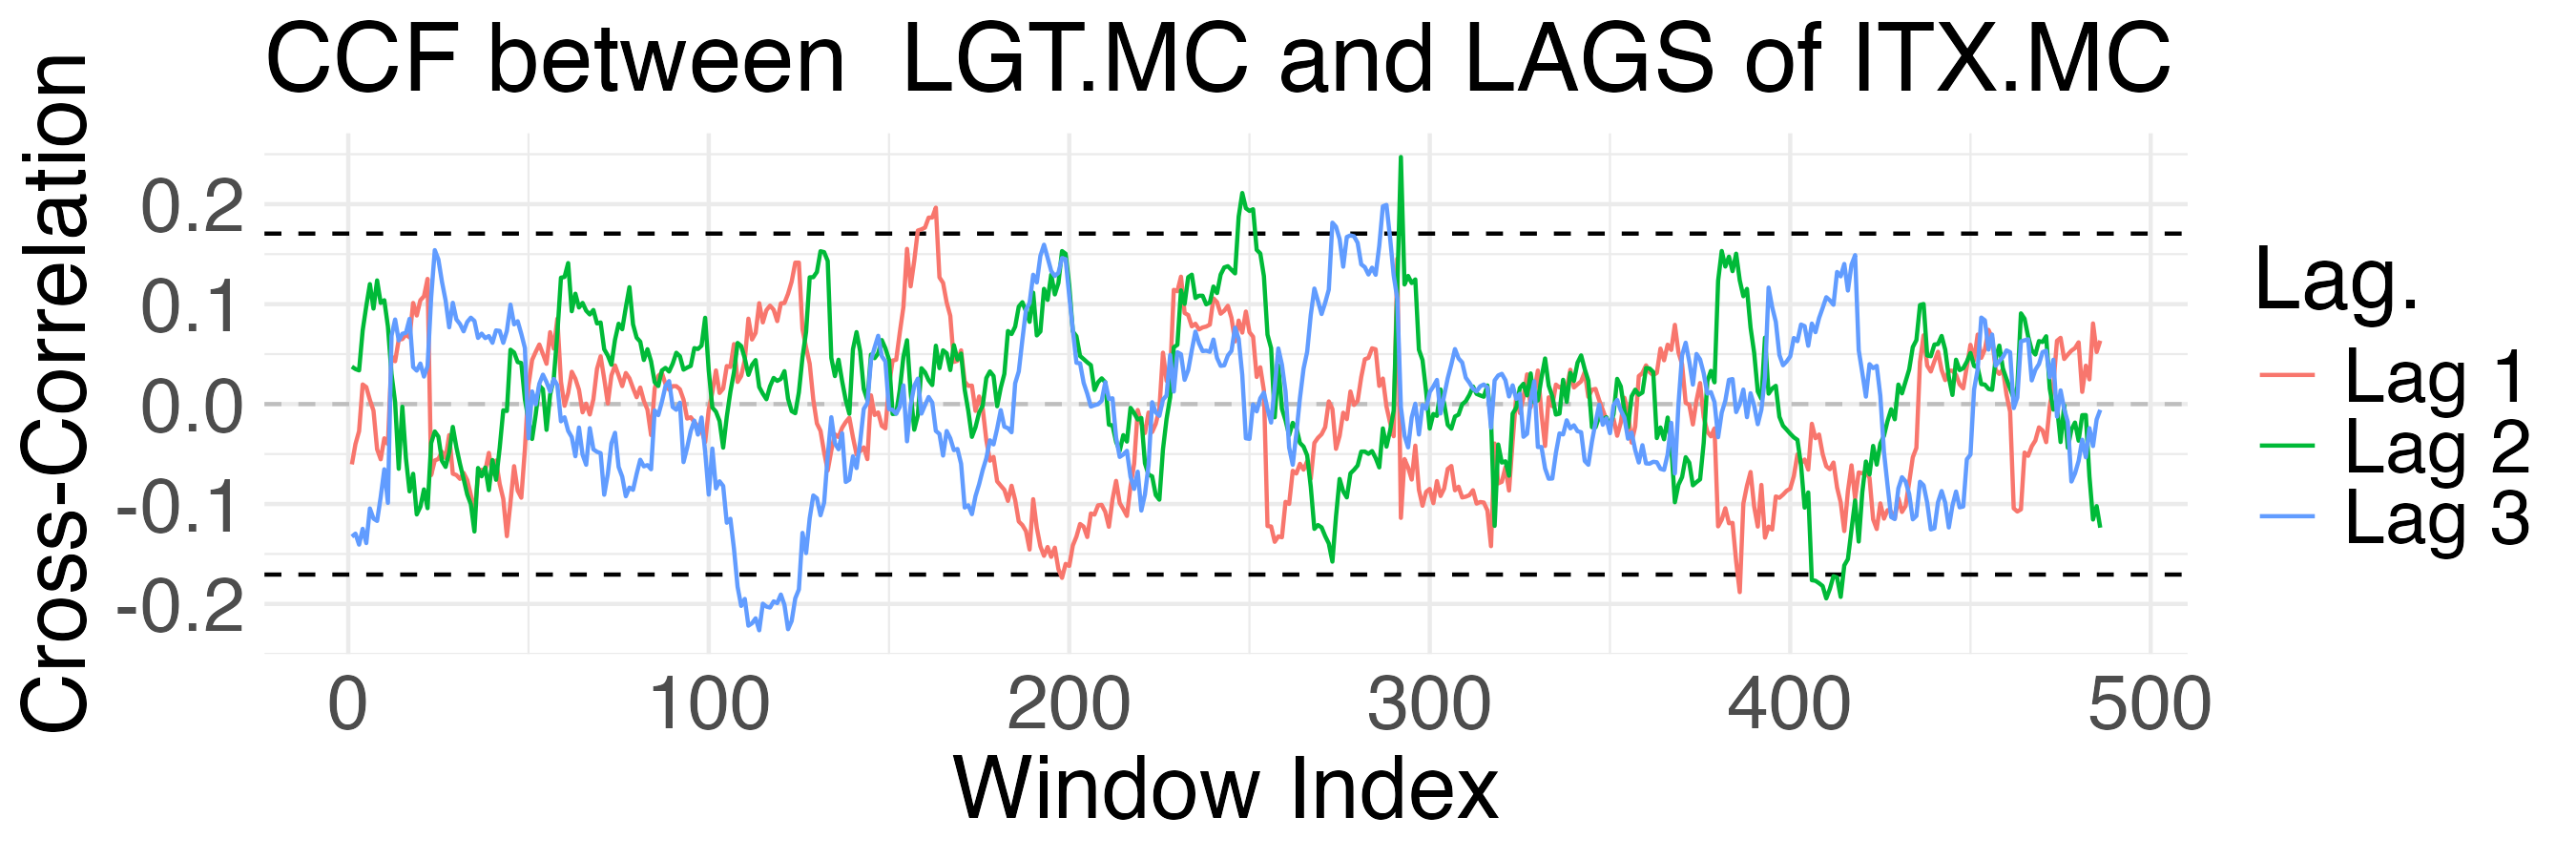 CCF between  LGT.MC and LAGS of ITX.MC
Cross-Correlation
0.2
0.1
0.0
-0.1
-0.2
0 100 200 300 400 500
Window Index
Lag.
Lag 1
Lag 2
Lag 3